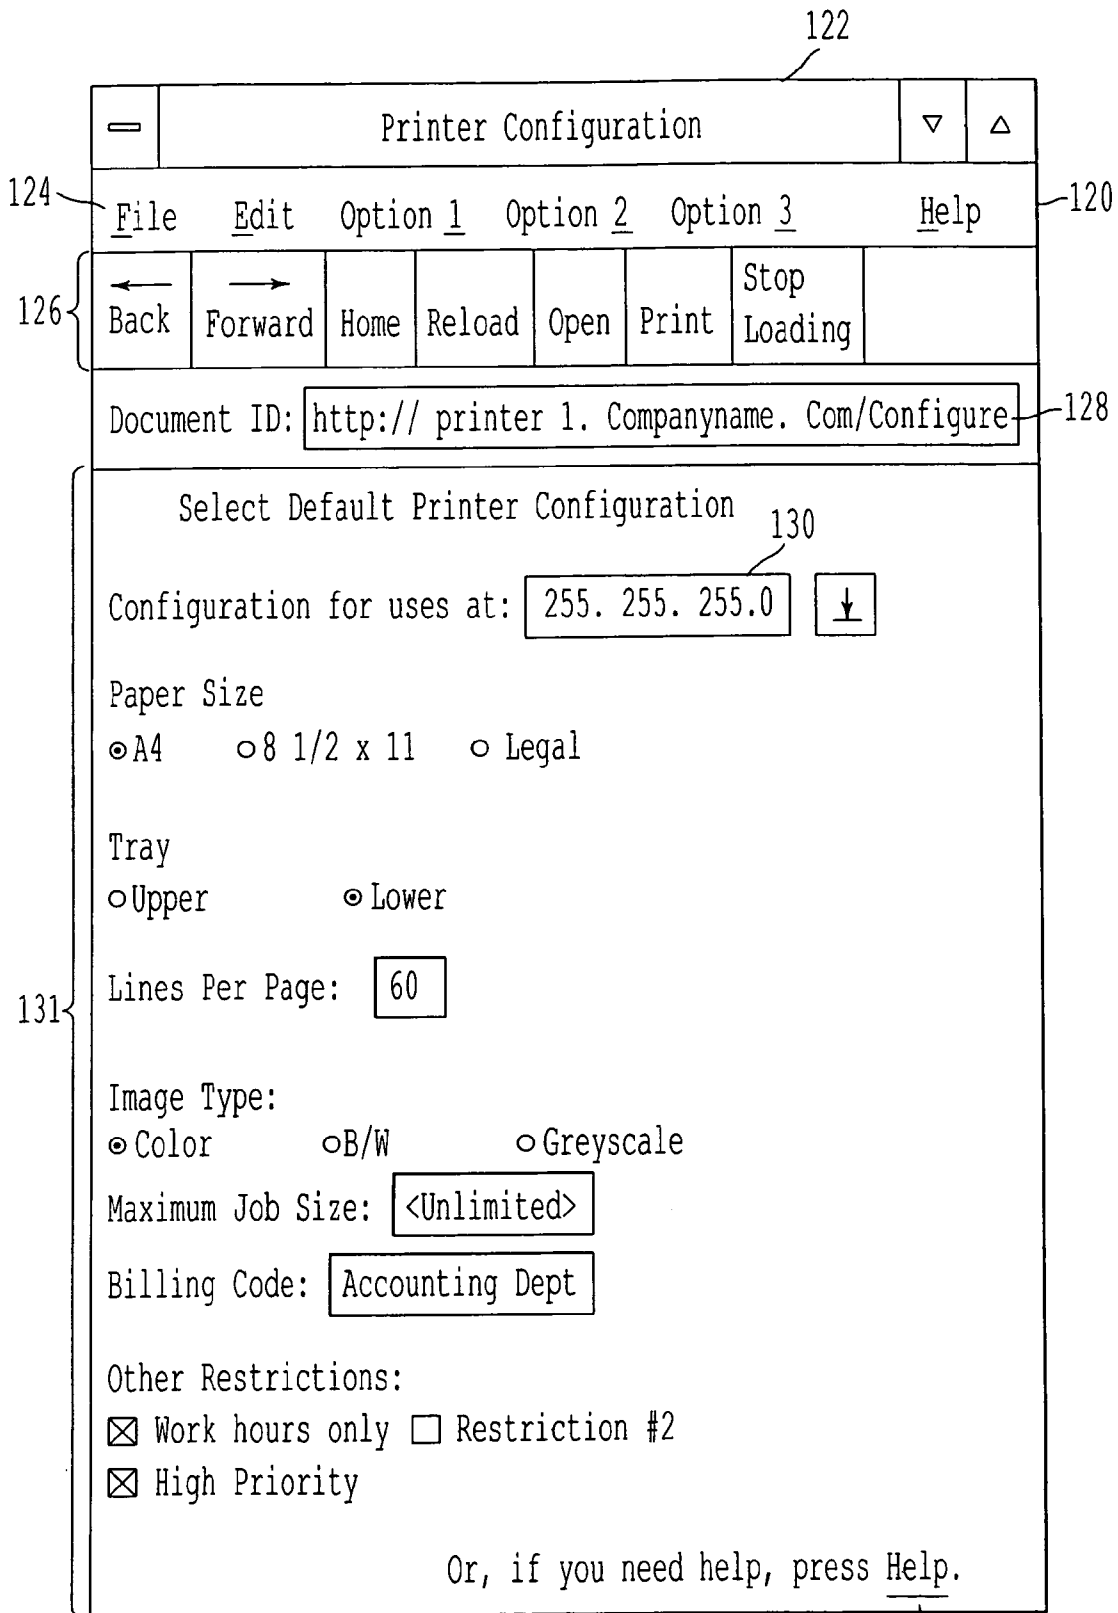 122
Printer Configuration
124
File Edit Option 1 Option 2 Option 3 Help
120
126
Back Forward Home Reload Open Print Stop Loading
Document ID: http:// printer 1. Companyname. Com/Configure
128
Select Default Printer Configuration
130
Configuration for uses at: 255. 255. 255.0
Paper Size
A4 8 1/2 x 11 Legal
Tray
Upper Lower
Lines Per Page: 60
131
Image Type:
Color B/W Greyscale
Maximum Job Size: <Unlimited>
Billing Code: Accounting Dept
Other Restrictions:
Work hours only Restriction #2
High Priority
Or, if you need help, press Help.